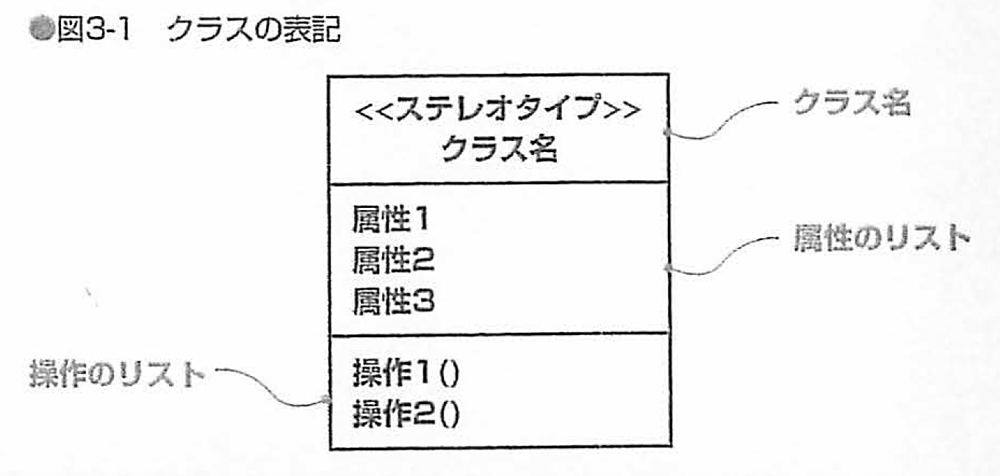 ●図3-1 クラスの表記
<<ステレオタイプ>>
クラス名
クラス名
属性1
属性2
属性3
属性のリスト
操作のリスト
操作1()
操作2()